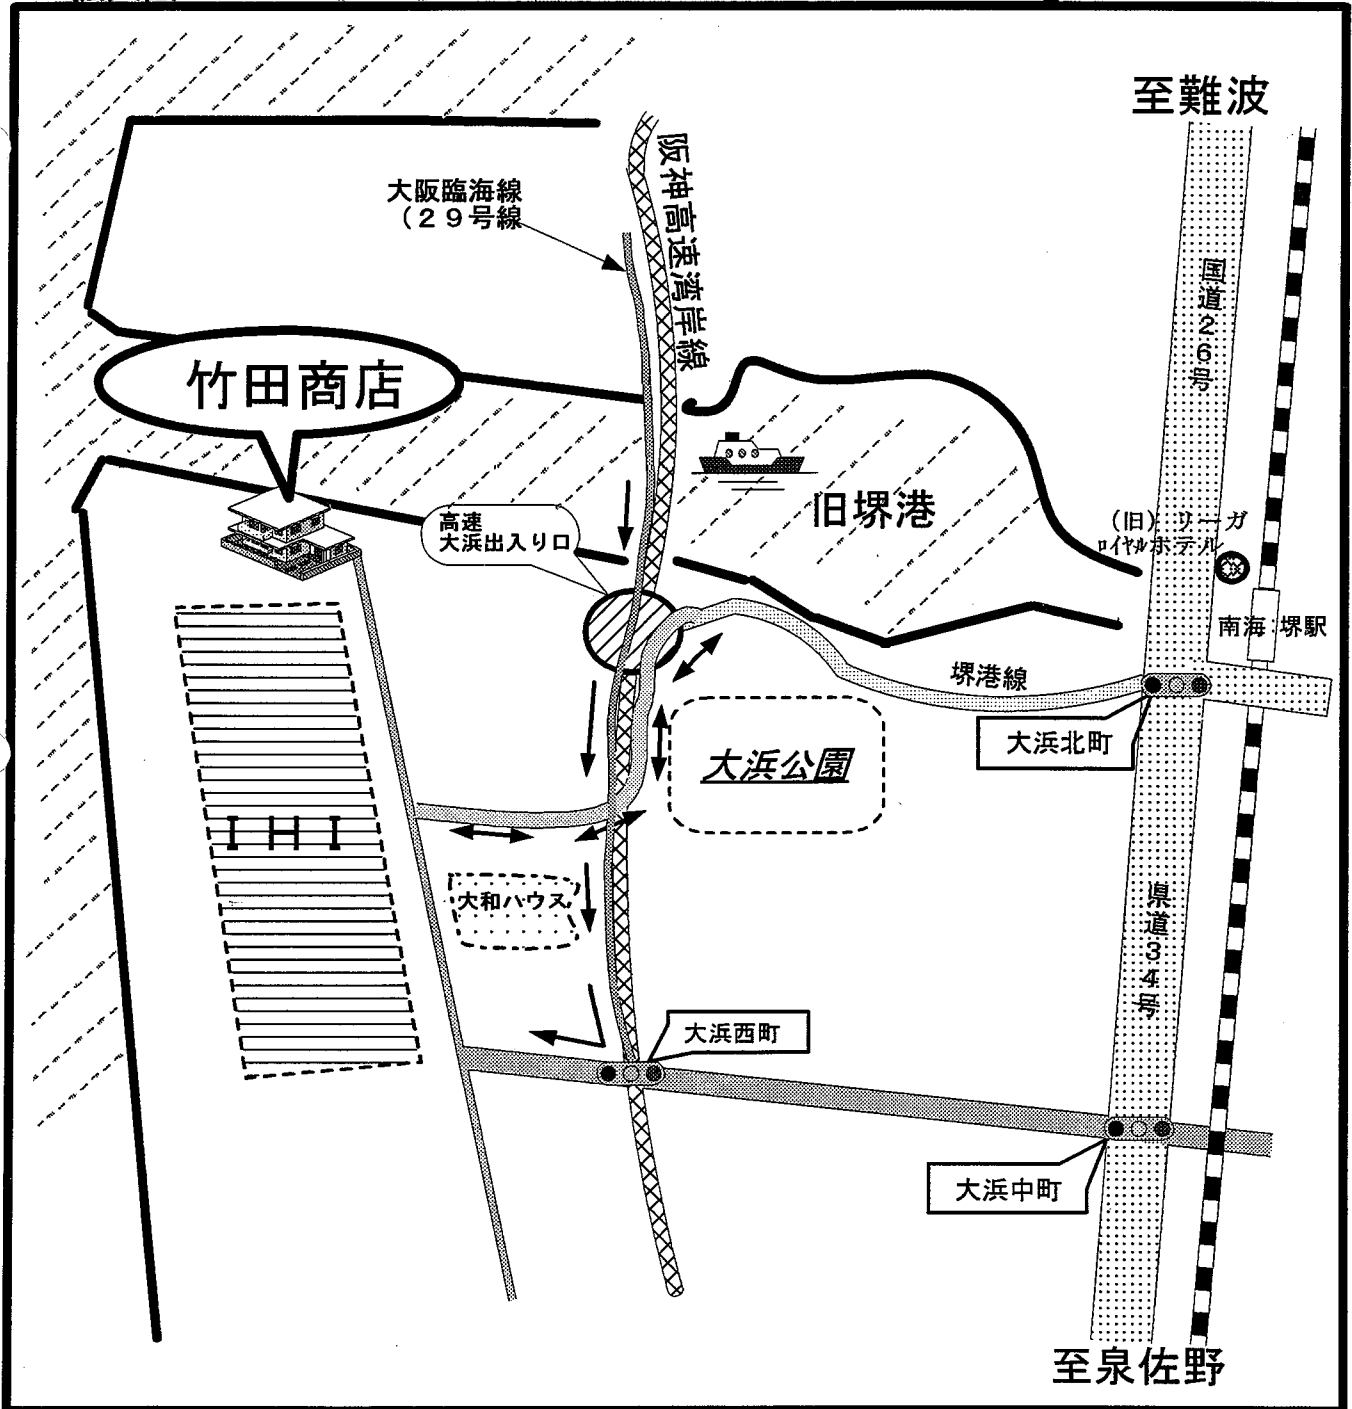 至難波
大阪臨海線
（２９号線
阪神高速湾岸線
国道２６号
竹田商店
高速
大浜出入り口
旧堺港
（旧）リーガ
ロイヤルホテル
南海 堺駅
堺港線
大浜北町
大浜公園
ＩＨＩ
大和ハウス
県道３４号
大浜西町
大浜中町
至泉佐野